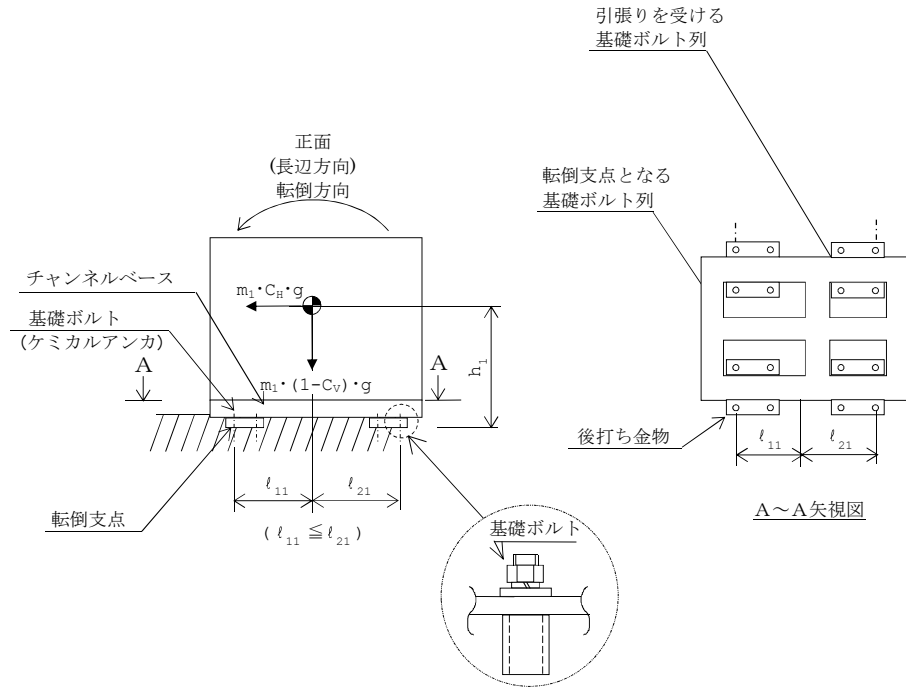 引張りを受ける
基礎ボルト列
正面
(長辺方向)
転倒方向
転倒支点となる
基礎ボルト列
チャンネルベース
m₁・C_H・g
基礎ボルト
(ケミカルアンカ)
A
A
h₁
m₁・(1-C_V)・g
後打ち金物
ℓ₁₁
ℓ₂₁
ℓ₁₁
ℓ₂₁
転倒支点
(ℓ₁₁≦ℓ₂₁)
A～A矢視図
基礎ボルト